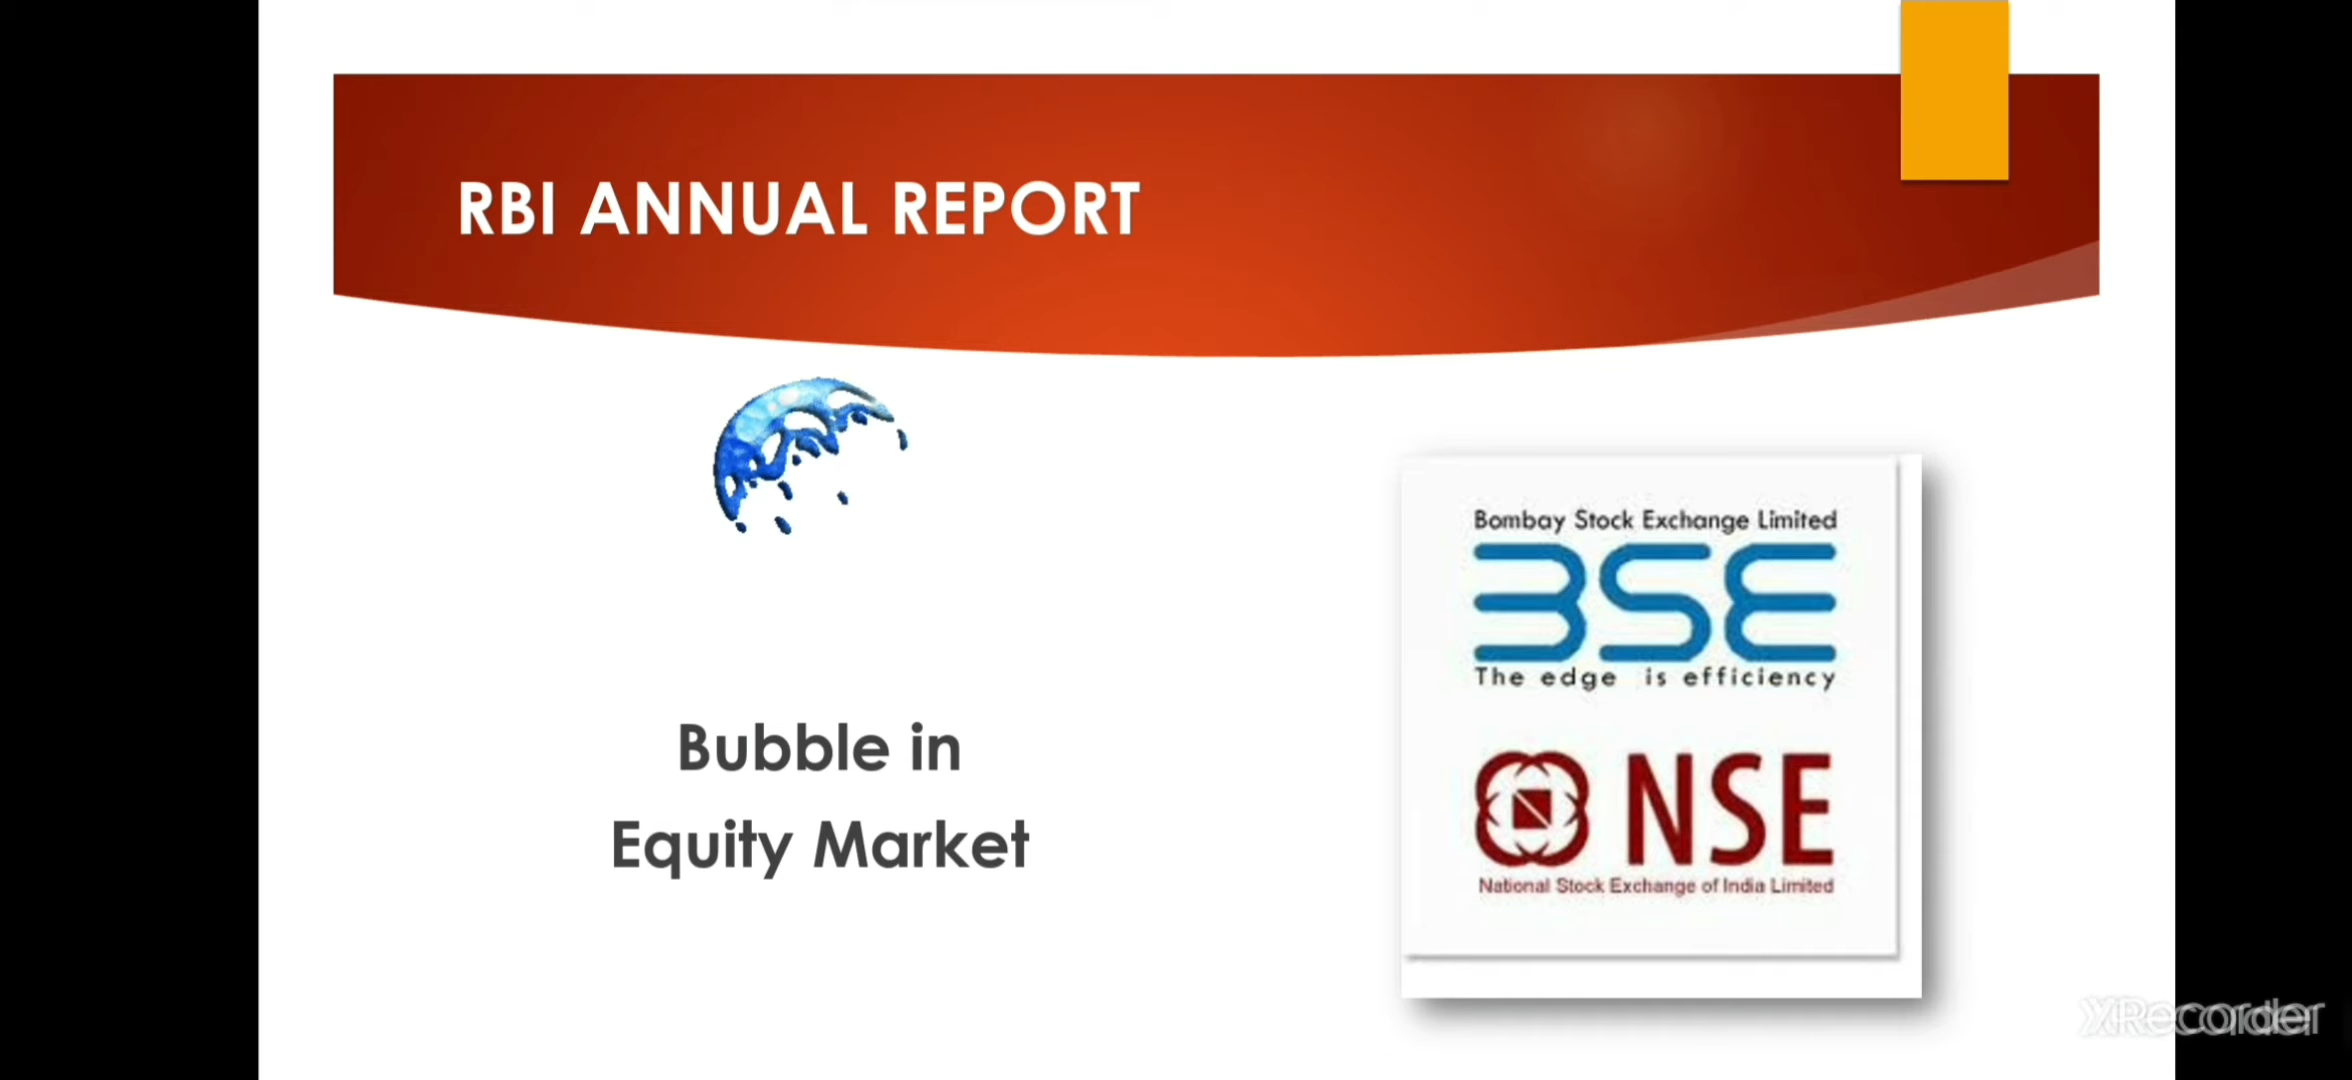 RBI ANNUAL REPORT
Bubble in
Equity Market
Bombay Stock Exchange Limited
BSE
The edge is efficiency
NSE
National Stock Exchange of India Limited
XRecorder